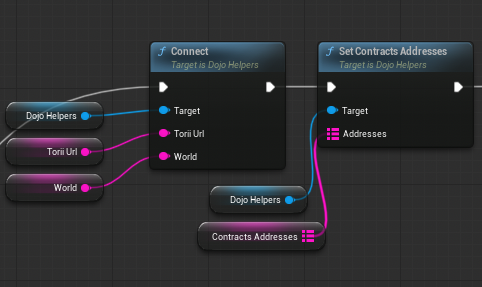 Connect
Target is Dojo Helpers
Target
Torii Url
World
Set Contracts Addresses
Target is Dojo Helpers
Target
Addresses
Dojo Helpers
Torii Url
World
Dojo Helpers
Contracts Addresses